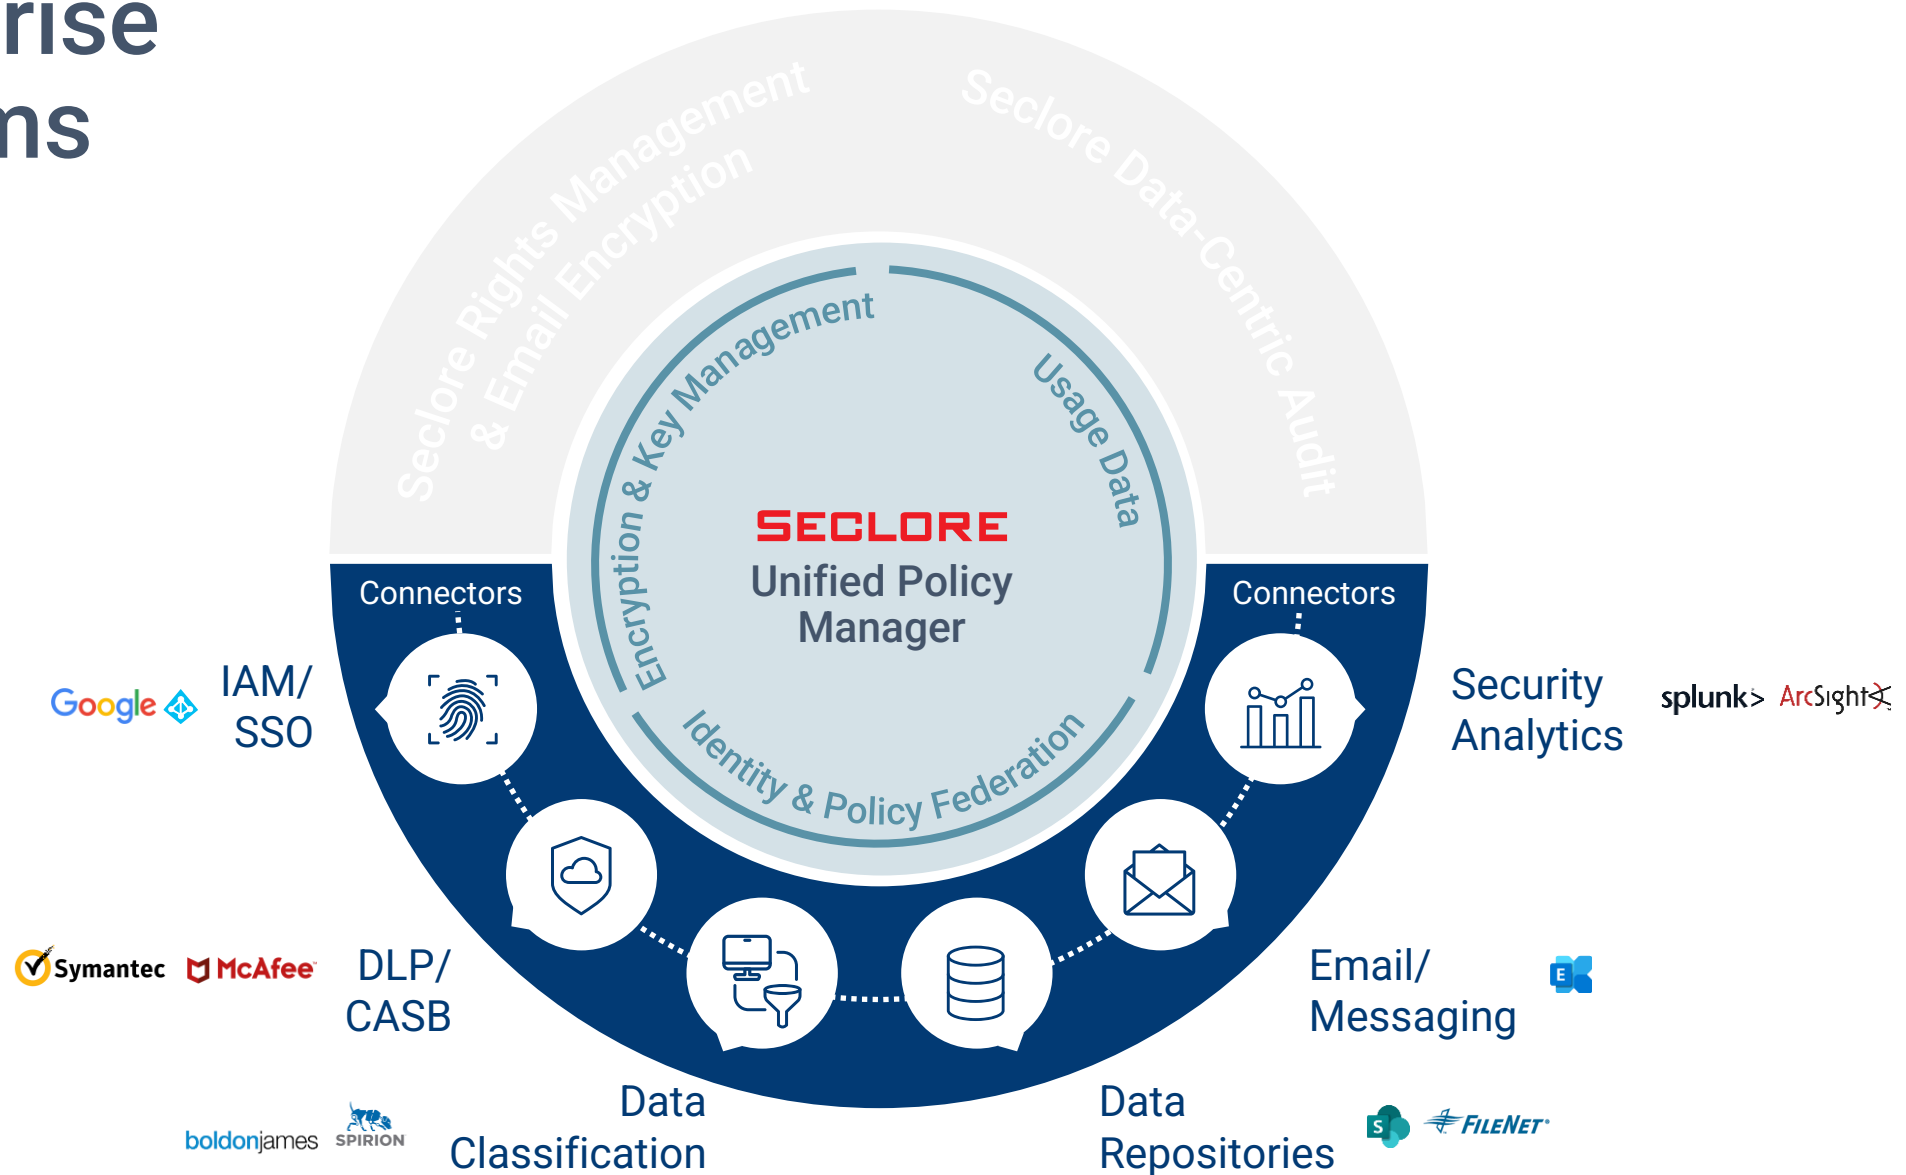 rise
ms
Seclore Rights Management
& Email Encryption
Seclore Data-Centric Audit
Encryption & Key Management
Usage Data
Identity & Policy Federation
SECLORE
Unified Policy
Manager
Connectors
Connectors
Google
IAM/
SSO
Security
Analytics
splunk>
ArcSight
Symantec
McAfee
DLP/
CASB
Email/
Messaging
E
boldonjames
SPIRION
Data
Classification
Data
Repositories
S
FILENET